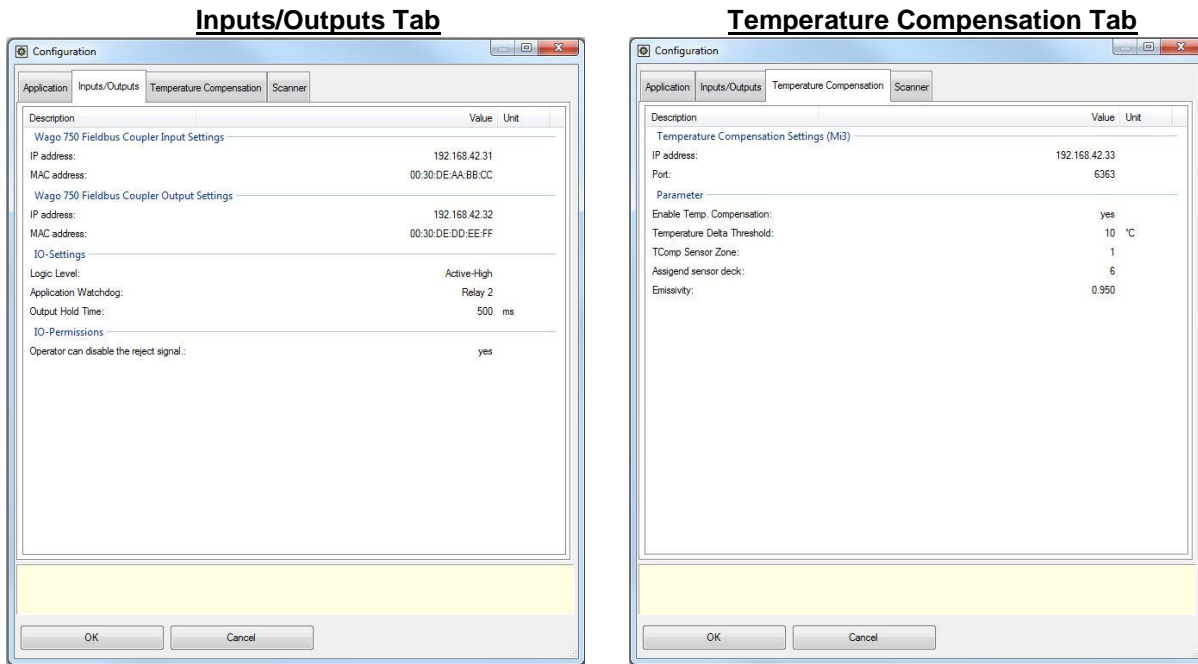 Inputs/Outputs Tab
Configuration
Application Inputs/Outputs Temperature Compensation Scanner
Description Value Unit
Wago 750 Fieldbus Coupler Input Settings
IP address: 192.168.42.31
MAC address: 00:30:DE:AA:BB:CC
Wago 750 Fieldbus Coupler Output Settings
IP address: 192.168.42.32
MAC address: 00:30:DE:DD:EE:FF
IO-Settings
Logic Level: Active-High
Application Watchdog: Relay 2
Output Hold Time: 500 ms
IO-Permissions
Operator can disable the reject signal.: yes
OK Cancel
Temperature Compensation Tab
Configuration
Application Inputs/Outputs Temperature Compensation Scanner
Description Value Unit
Temperature Compensation Settings (Mi3)
IP address: 192.168.42.33
Port: 6363
Parameter
Enable Temp. Compensation: yes
Temperature Delta Threshold: 10 °C
TComp Sensor Zone: 1
Assigend sensor deck: 6
Emissivity: 0.950
OK Cancel